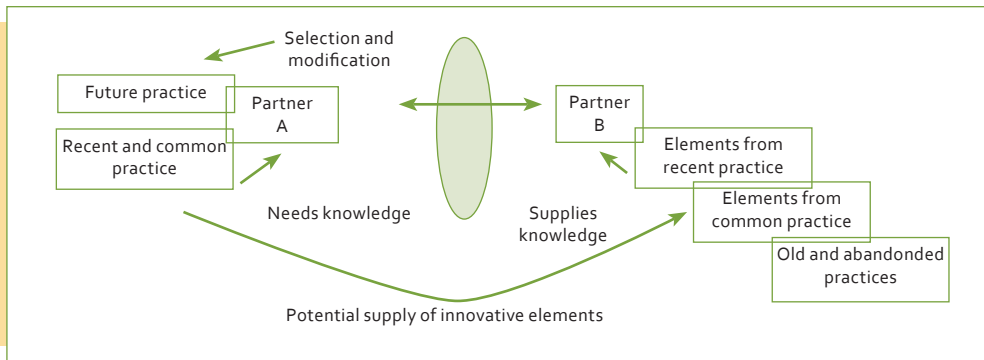 Selection and
modification
Future practice
Partner
A
Recent and common
practice
Partner
B
Elements from
recent practice
Elements from
common practice
Old and abandonded
practices
Needs knowledge
Supplies
knowledge
Potential supply of innovative elements